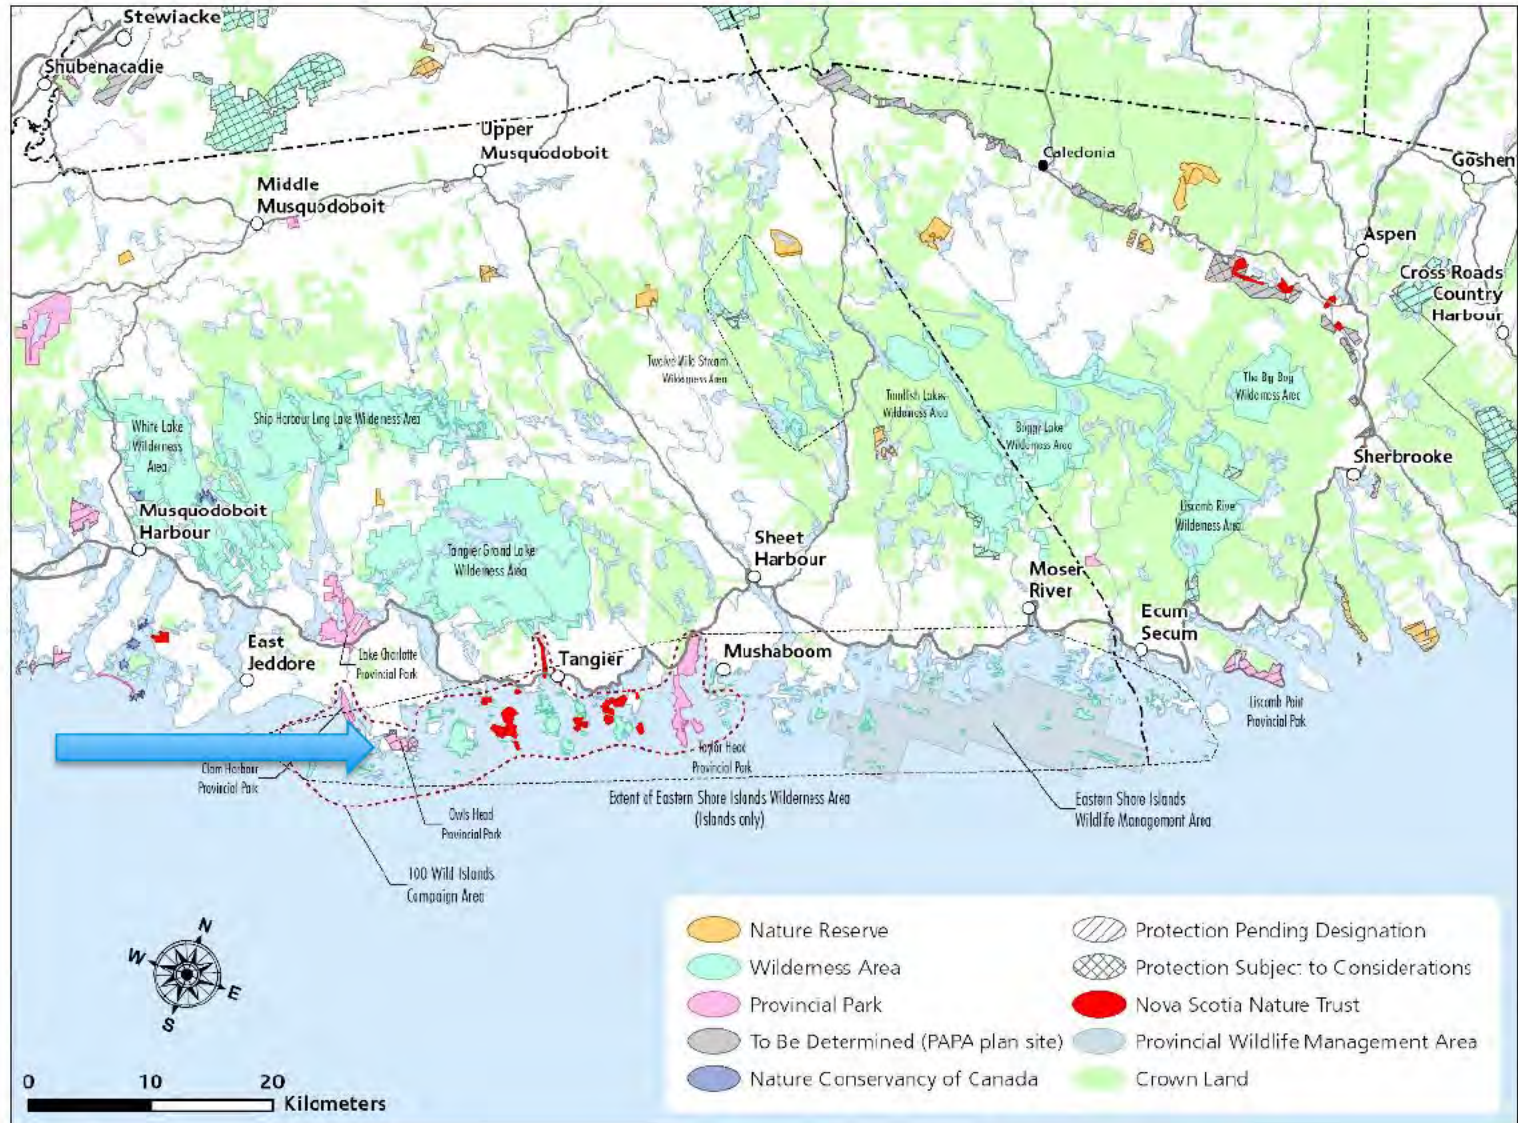 Stewiacke
Shubenacadie
Upper
Musquodoboit
Caledonia
Goshen
Middle
Musquodoboit
Aspen
Cross Roads
Country
Harbour
Twelve Mile Stream
Wilderness Area
The Big Bog
Wilderness Area
White Lake
Wilderness
Area
Ship Harbour Long Lake Wilderness Area
Toadfish Lakes
Wilderness Area
Boggy Lake
Wilderness Area
Sherbrooke
Musquodoboit
Harbour
Liscomb River
Wilderness Area
Tangier Grand Lake
Wilderness Area
Sheet
Harbour
Moser
River
Ecum
Secum
East
Jeddore
Lake Charlotte
Provincial Park
Tangier
Mushaboom
Liscomb Point
Provincial Park
Clam Harbour
Provincial Park
Taylor Head
Provincial Park
Owls Head
Provincial Park
Extent of Eastern Shore Islands Wilderness Area
(Islands only)
Eastern Shore Islands
Wildlife Management Area
100 Wild Islands
Campaign Area
N
W
E
S
Nature Reserve
Wilderness Area
Provincial Park
To Be Determined (PAPA plan site)
Nature Conservancy of Canada
Protection Pending Designation
Protection Subject to Considerations
Nova Scotia Nature Trust
Provincial Wildlife Management Area
Crown Land
0 10 20
Kilometers